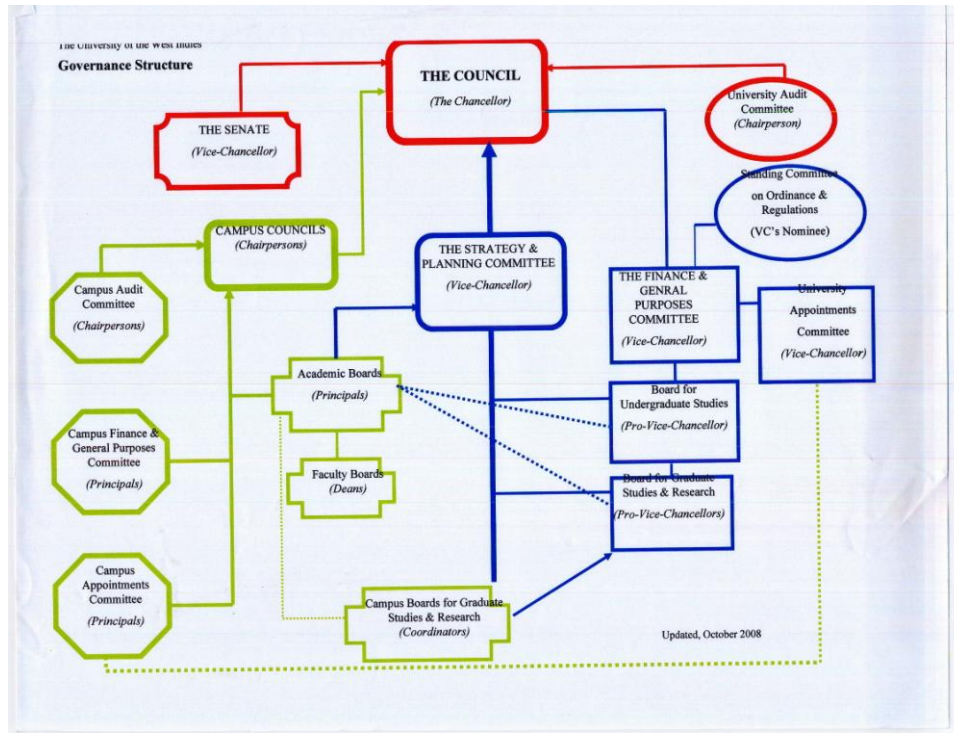 The University of the West Indies
Governance Structure
THE COUNCIL
(The Chancellor)
University Audit
Committee
(Chairperson)
THE SENATE
(Vice-Chancellor)
Standing Committee
on Ordinance &
Regulations
(VC's Nominee)
CAMPUS COUNCILS
(Chairpersons)
THE STRATEGY &
PLANNING COMMITTEE
(Vice-Chancellor)
THE FINANCE &
GENRAL
PURPOSES
COMMITTEE
(Vice-Chancellor)
University
Appointments
Committee
(Vice-Chancellor)
Campus Audit
Committee
(Chairpersons)
Academic Boards
(Principals)
Board for
Undergraduate Studies
(Pro-Vice-Chancellor)
Campus Finance &
General Purposes
Committee
(Principals)
Faculty Boards
(Deans)
Board for Graduate
Studies & Research
(Pro-Vice-Chancellors)
Campus
Appointments
Committee
(Principals)
Campus Boards for Graduate
Studies & Research
(Coordinators)
Updated, October 2008